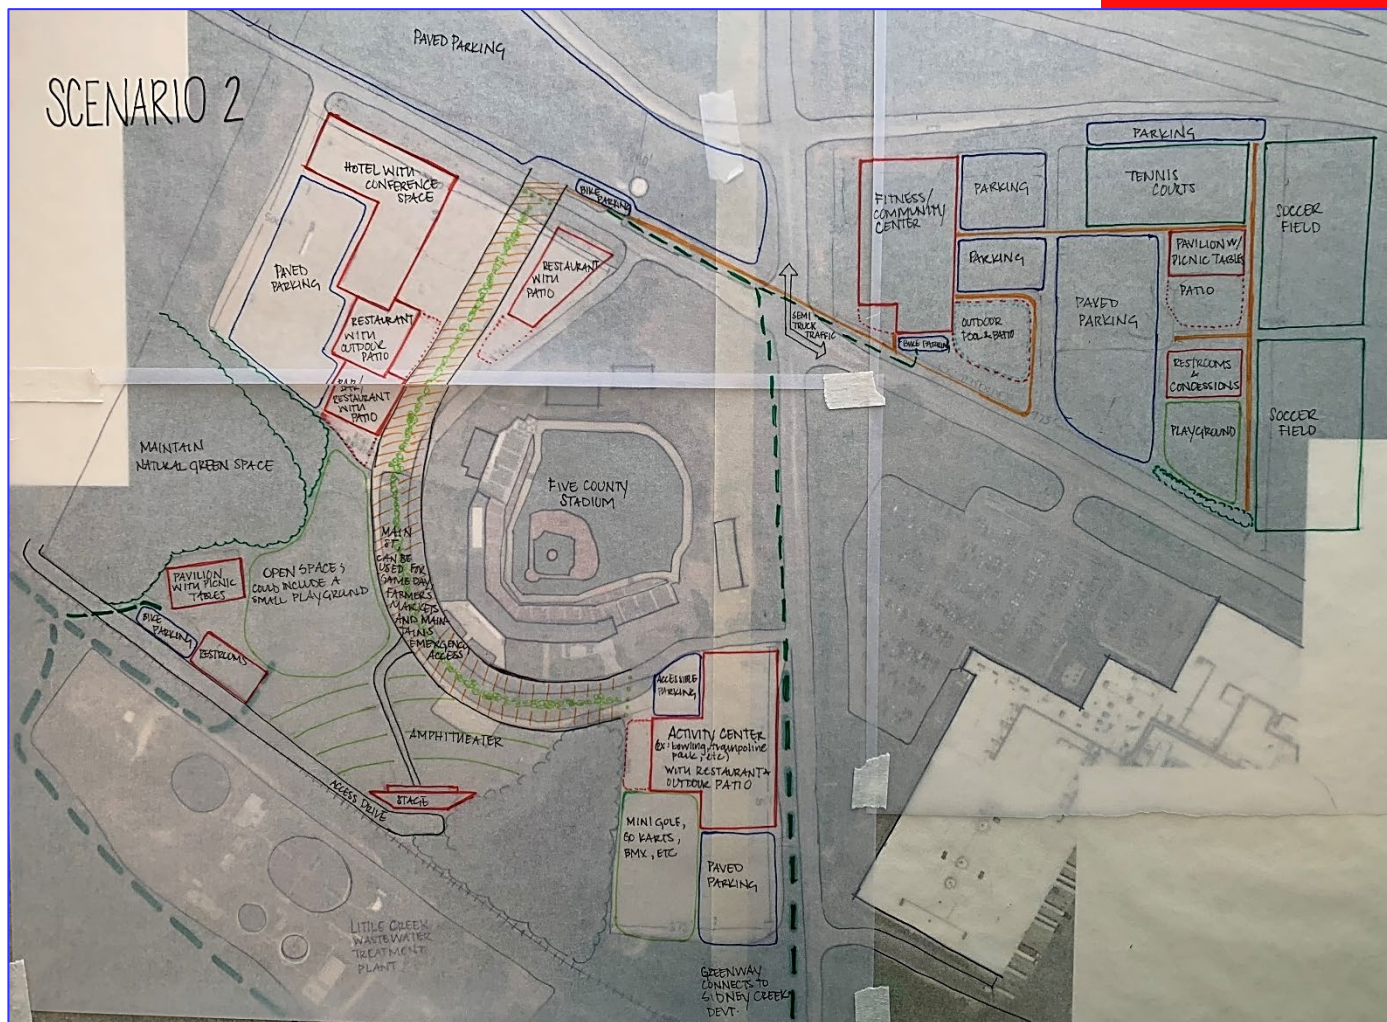 SCENARIO 2
PAVED PARKING
HOTEL WITH
CONFERENCE
SPACE
BIKE
PARKING
PAVED
PARKING
RESTAURANT
WITH
PATIO
RESTAURANT
WITH
OUTDOOR
PATIO
BAR/
RESTAURANT
WITH
PATIO
SEMI
TRUCK
TRAFFIC
FITNESS/
COMMUNITY
CENTER
PARKING
PARKING
OUTDOOR
POOL & PATIO
BIKE PARKING
PARKING
TENNIS
COURTS
PAVED
PARKING
PAVILION W/
PICNIC TABLE
PATIO
RESTROOMS
&
CONCESSIONS
PLAYGROUND
SOCCER
FIELD
SOCCER
FIELD
MAINTAIN
NATURAL GREEN SPACE
FIVE COUNTY
STADIUM
MAIN
ST.
CAN BE
USED FOR
GAME DAY,
FARMERS
MARKETS
AND MAIN-
TAINS
EMERGENCY
ACCESS
PAVILION
WITH PICNIC
TABLES
OPEN SPACE;
COULD INCLUDE A
SMALL PLAYGROUND
BIKE
PARKING
RESTROOMS
AMPHITHEATER
STAGE
ACCESS DRIVE
ACCESSIBLE
PARKING
ACTIVITY CENTER
(ex: bowling, trampoline
park, etc)
WITH RESTAURANT &
OUTDOOR PATIO
MINI GOLF,
GO KARTS,
BMX, ETC
PAVED
PARKING
LITTLE CREEK
WASTEWATER
TREATMENT
PLANT
GREENWAY
CONNECTS TO
SIDNEY CREEK
DEVT.